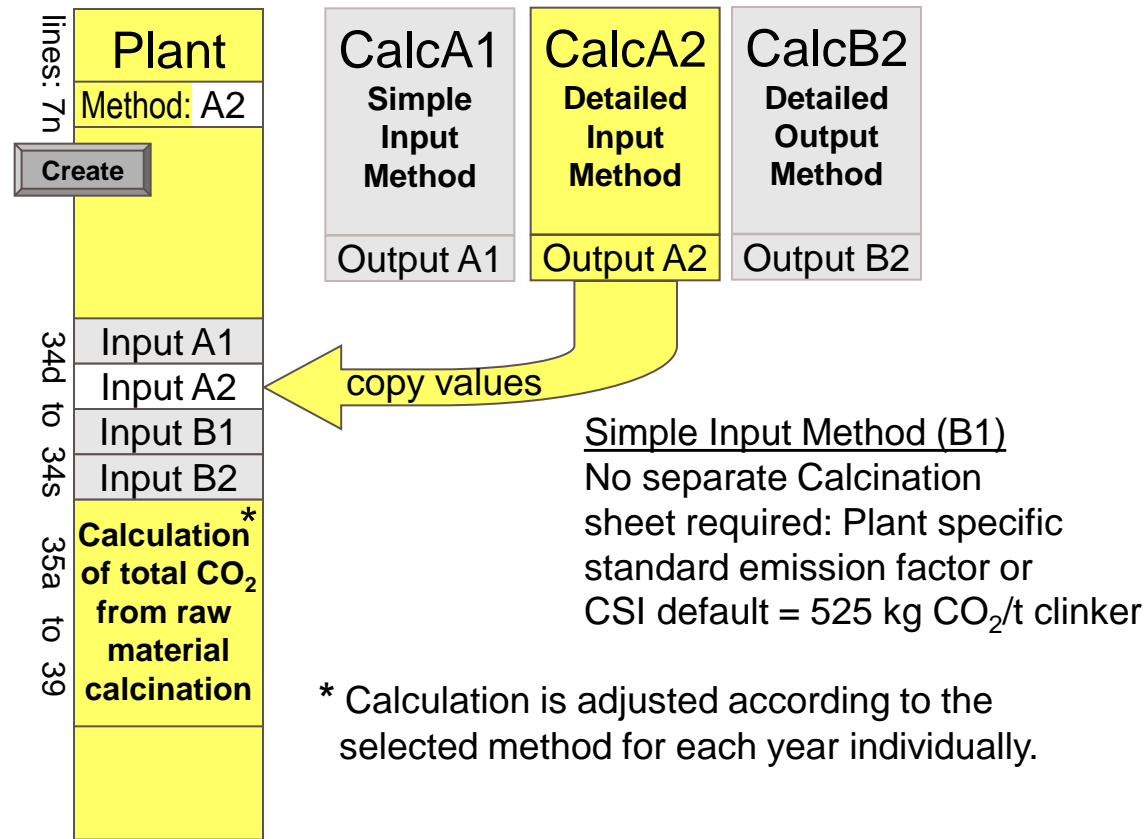 lines: 7n
Plant
Method: A2
Create
CalcA1
Simple
Input
Method
Output A1
CalcA2
Detailed
Input
Method
Output A2
CalcB2
Detailed
Output
Method
Output B2
34d to 34s
Input A1
Input A2
Input B1
Input B2
copy values
35a to 39
Calculation*
of total CO₂
from raw
material
calcination
Simple Input Method (B1)
No separate Calcination
sheet required: Plant specific
standard emission factor or
CSI default = 525 kg CO₂/t clinker
* Calculation is adjusted according to the
selected method for each year individually.